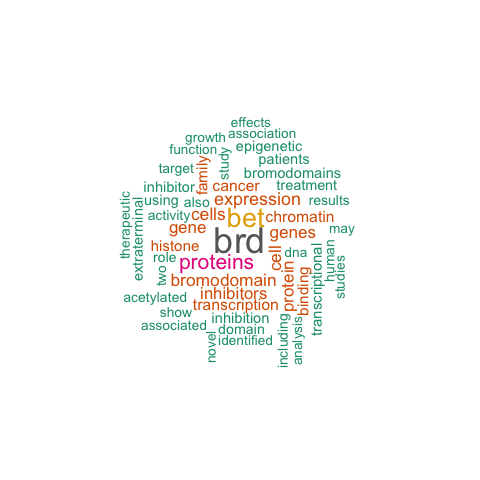 effects
growth association
function epigenetic
family study patients
target bromodomains
inhibitor cancer treatment
using also expression results
therapeutic extraterminal activity cells bet chromatin may
gene brd genes
histone cell dna transcriptional human studies
two role proteins
bromodomain protein binding
acetylated inhibitors
show transcription
associated inhibition
domain
novel identified including analysis